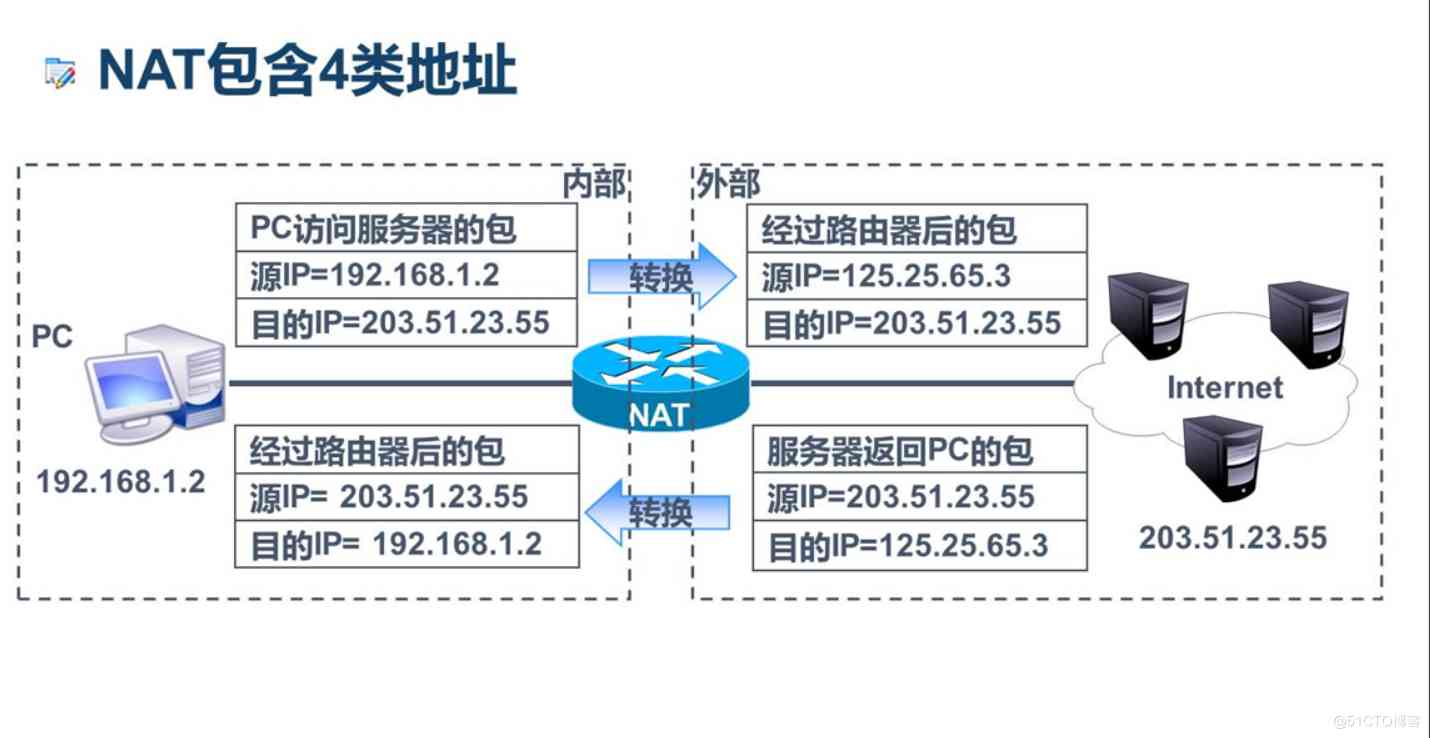 NAT包含4类地址
内部
外部
PC访问服务器的包
源IP=192.168.1.2
目的IP=203.51.23.55
转换
经过路由器后的包
源IP=125.25.65.3
目的IP=203.51.23.55
PC
192.168.1.2
NAT
Internet
经过路由器后的包
源IP= 203.51.23.55
目的IP= 192.168.1.2
转换
服务器返回PC的包
源IP=203.51.23.55
目的IP=125.25.65.3
203.51.23.55
@51CTO博客